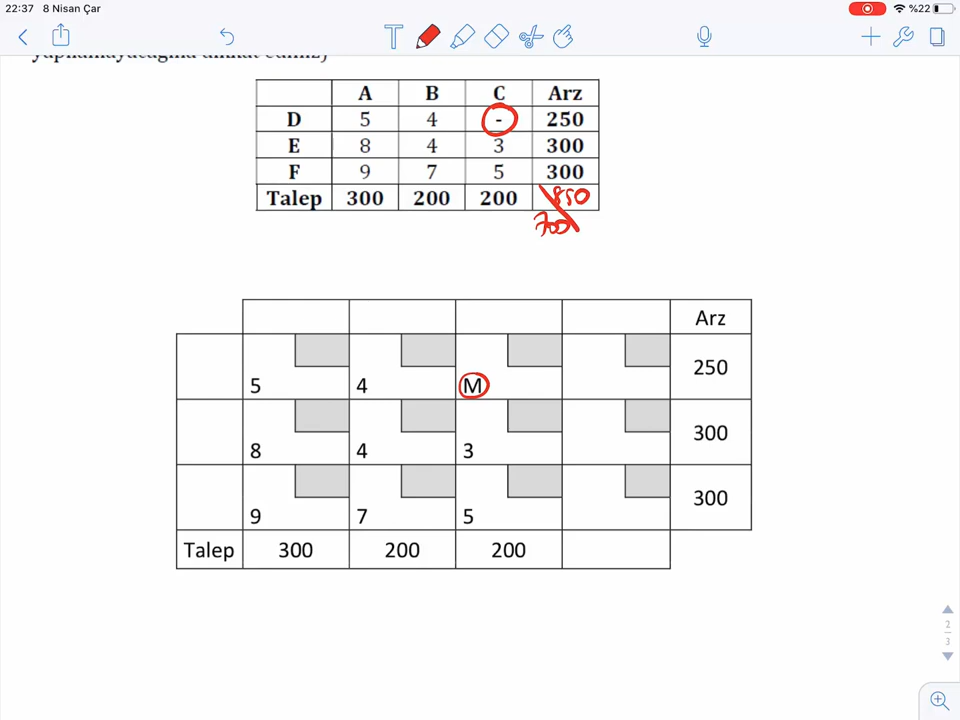 22:37 8 Nisan Çar %22
T
A B C Arz
D 5 4 - 250
E 8 4 3 300
F 9 7 5 300
Talep 300 200 200 850
700
Arz
5 4 M 250
8 4 3 300
9 7 5 300
Talep 300 200 200
2
3